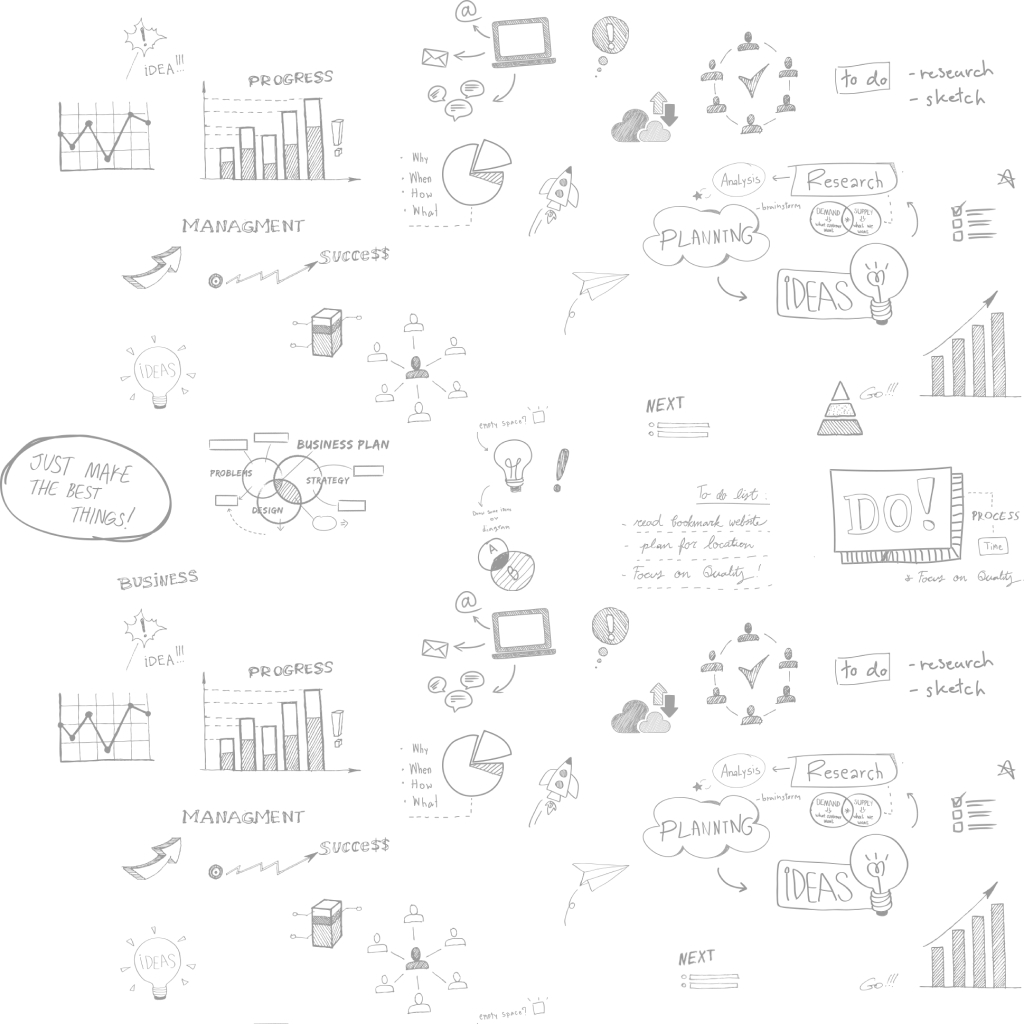 @
IDEA!!!
PROGRESS
to do
- research
- sketch
Why
When
How
What
Analysis
Research
- brainstorm
DEMAND
SUPPLY
MANAGMENT
PLANNING
SUCCE$$
IDEAS
IDEAS
Go!!!
NEXT
empty space?
BUSINESS PLAN
PROBLEMS
STRATEGY
DESIGN
JUST MAKE
THE BEST
THINGS!
DO!
PROCESS
Time
To do list :
- read bookmark website
- plan for location
- Focus on Quality!
diagram
A
B
* Focus on Quality!
BUSINESS
@
IDEA!!!
PROGRESS
to do
- research
- sketch
Why
When
How
What
Analysis
Research
- brainstorm
DEMAND
SUPPLY
MANAGMENT
PLANNING
SUCCE$$
IDEAS
IDEAS
NEXT
Go!!!
empty space?